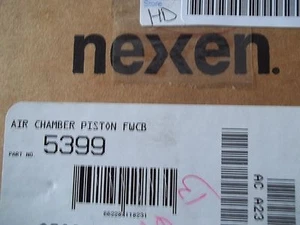 HD
nexen.
AIR CHAMBER PISTON FWCB
PART NO 5399
AC A23